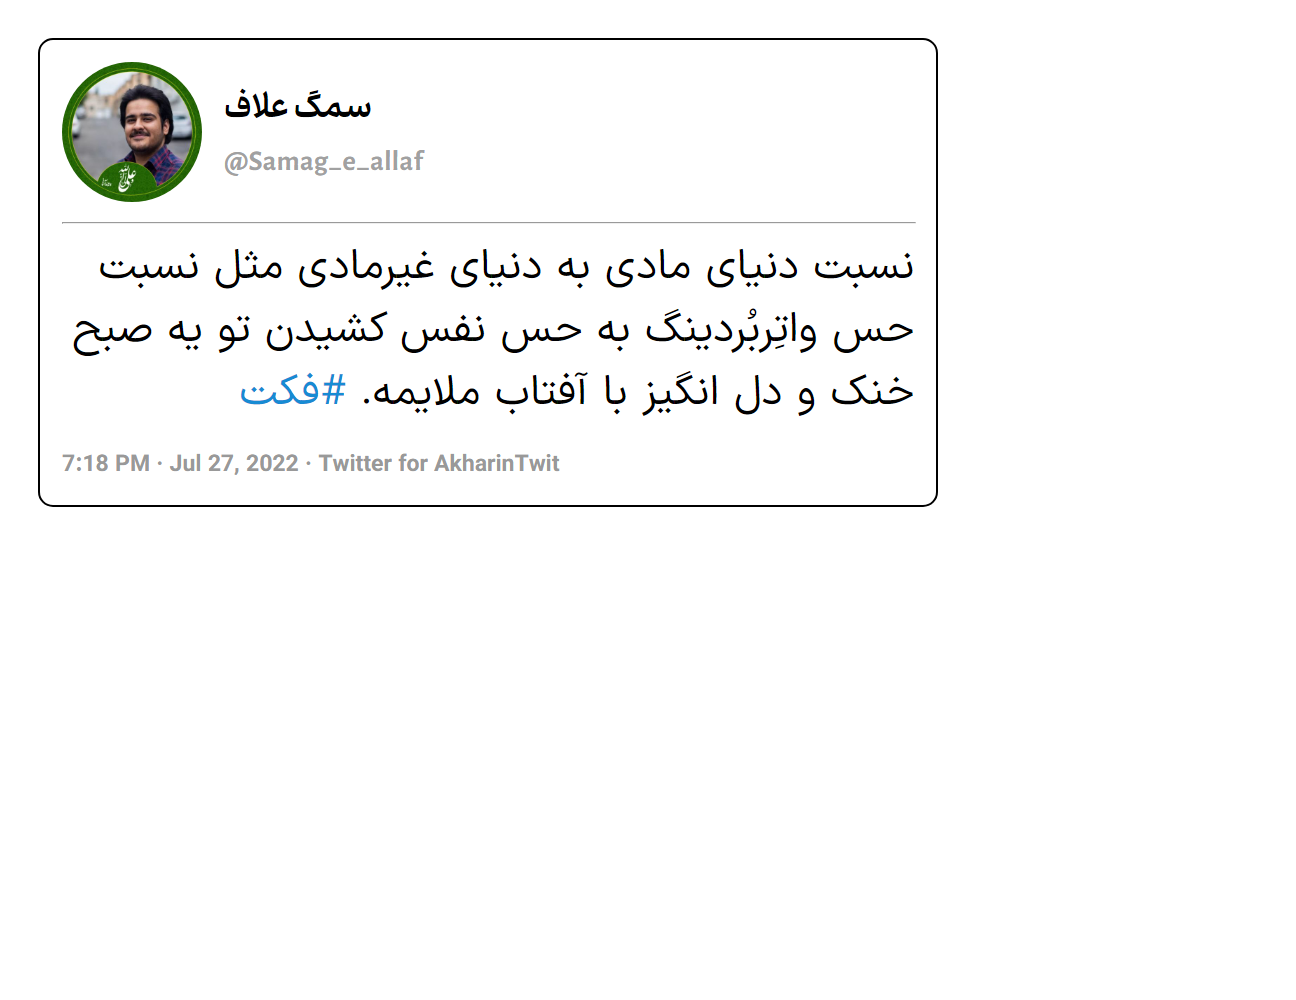 سمگ علاف
@Samag_e_allaf
نسبت دنیای مادی به دنیای غیرمادی مثل نسبت
حس واتِربُردینگ به حس نفس کشیدن تو یه صبح
خنک و دل انگیز با آفتاب ملایمه. #فکت
7:18 PM · Jul 27, 2022 · Twitter for AkharinTwit